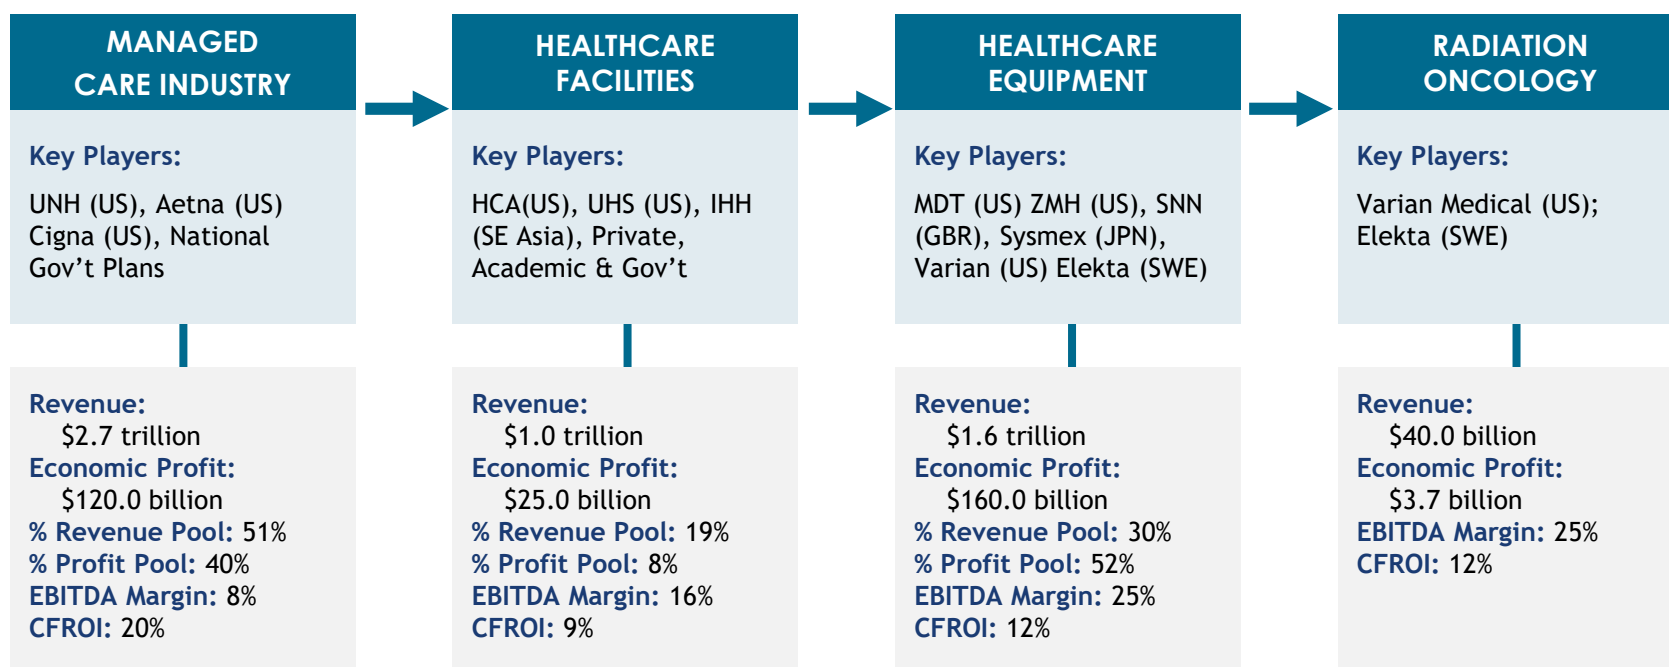 MANAGED
CARE INDUSTRY
Key Players:
UNH (US), Aetna (US)
Cigna (US), National
Gov’t Plans
Revenue:
$2.7 trillion
Economic Profit:
$120.0 billion
% Revenue Pool: 51%
% Profit Pool: 40%
EBITDA Margin: 8%
CFROI: 20%
HEALTHCARE
FACILITIES
Key Players:
HCA(US), UHS (US), IHH
(SE Asia), Private,
Academic & Gov’t
Revenue:
$1.0 trillion
Economic Profit:
$25.0 billion
% Revenue Pool: 19%
% Profit Pool: 8%
EBITDA Margin: 16%
CFROI: 9%
HEALTHCARE
EQUIPMENT
Key Players:
MDT (US) ZMH (US), SNN
(GBR), Sysmex (JPN),
Varian (US) Elekta (SWE)
Revenue:
$1.6 trillion
Economic Profit:
$160.0 billion
% Revenue Pool: 30%
% Profit Pool: 52%
EBITDA Margin: 25%
CFROI: 12%
RADIATION
ONCOLOGY
Key Players:
Varian Medical (US);
Elekta (SWE)
Revenue:
$40.0 billion
Economic Profit:
$3.7 billion
EBITDA Margin: 25%
CFROI: 12%